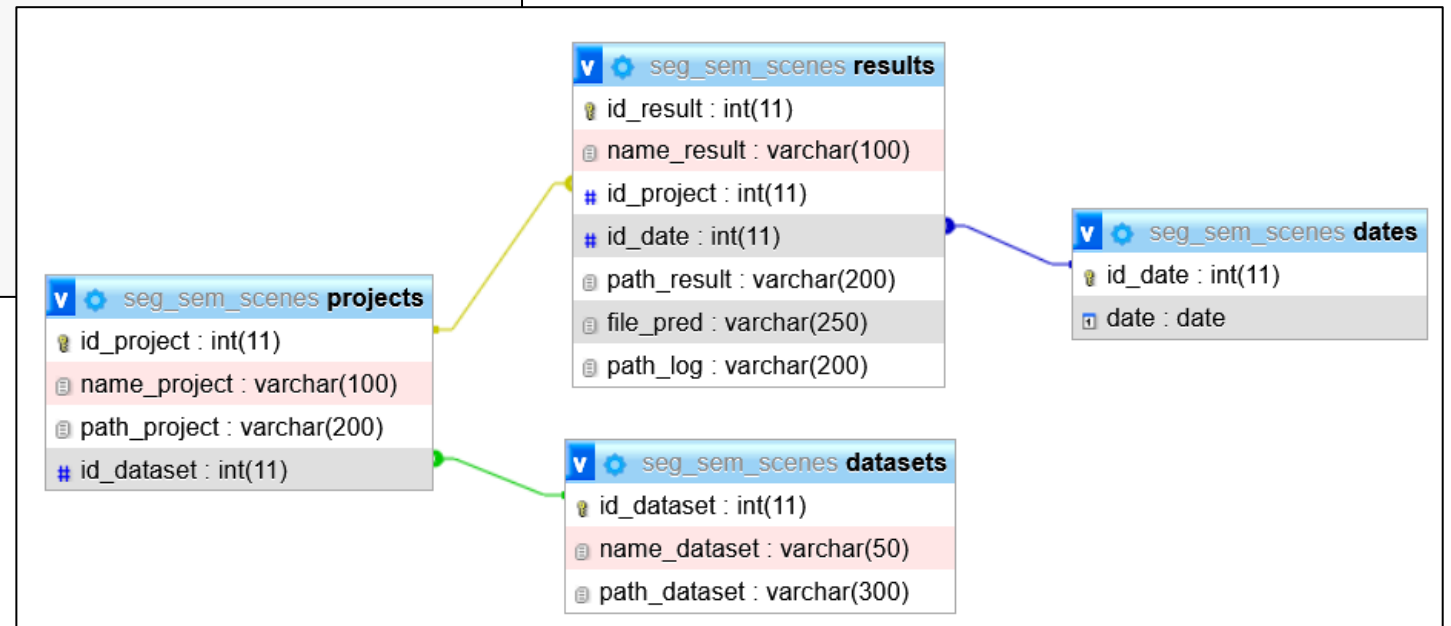 v seg_sem_scenes results
id_result : int(11)
name_result : varchar(100)
# id_project : int(11)
# id_date : int(11)
path_result : varchar(200)
file_pred : varchar(250)
path_log : varchar(200)
v seg_sem_scenes dates
id_date : int(11)
date : date
v seg_sem_scenes projects
id_project : int(11)
name_project : varchar(100)
path_project : varchar(200)
# id_dataset : int(11)
v seg_sem_scenes datasets
id_dataset : int(11)
name_dataset : varchar(50)
path_dataset : varchar(300)